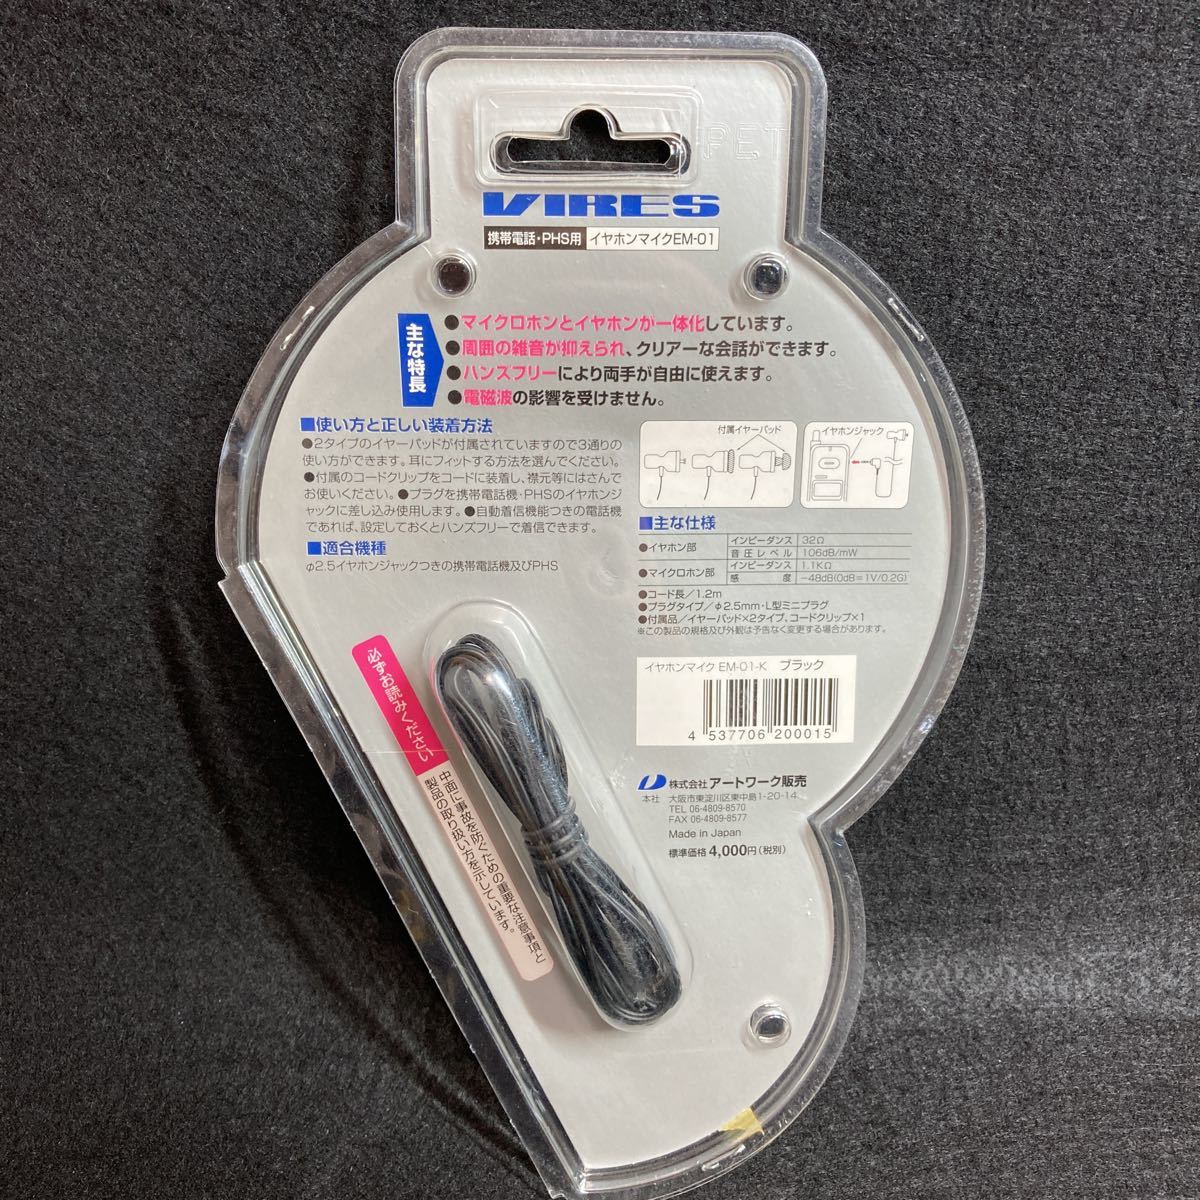 PET
VIRES
携帯電話・PHS用 イヤホンマイクEM-01
主な特長
●マイクロホンとイヤホンが一体化しています。
●周囲の雑音が抑えられ、クリアーな会話ができます。
●ハンズフリーにより両手が自由に使えます。
●電磁波の影響を受けません。
■使い方と正しい装着方法
●2タイプのイヤーパッドが付属されていますので3通りの
使い方ができます。耳にフィットする方法を選んでください。
●付属のコードクリップをコードに装着し、襟元等にはさんで
お使いください。●プラグを携帯電話機・PHSのイヤホンジ
ャックに差し込み使用します。●自動着信機能つきの電話機
であれば、設定しておくとハンズフリーで着信できます。
■適合機種
φ2.5イヤホンジャックつきの携帯電話機及びPHS
付属イヤーパッド
イヤホンジャック
■主な仕様
●イヤホン部 インピーダンス 32Ω
音圧レベル 106dB/mW
●マイクロホン部 インピーダンス 1.1KΩ
感度 −48dB(0dB=1V/0.2G)
●コード長／1.2m
●プラグタイプ／φ2.5mm・L型ミニプラグ
●付属品／イヤーパッド×2タイプ、コードクリップ×1
※この製品の規格及び外観は予告なく変更する場合があります。
イヤホンマイク EM-01-K ブラック
4 537706 200015
必ずお読みください
中面に事故を防ぐための重要な注意事項と
製品の取り扱い方を示しています。
株式会社アートワーク販売
本社 大阪市東淀川区東中島1-20-14
TEL 06-4809-8570
FAX 06-4809-8577
Made in Japan
標準価格4,000円(税別)